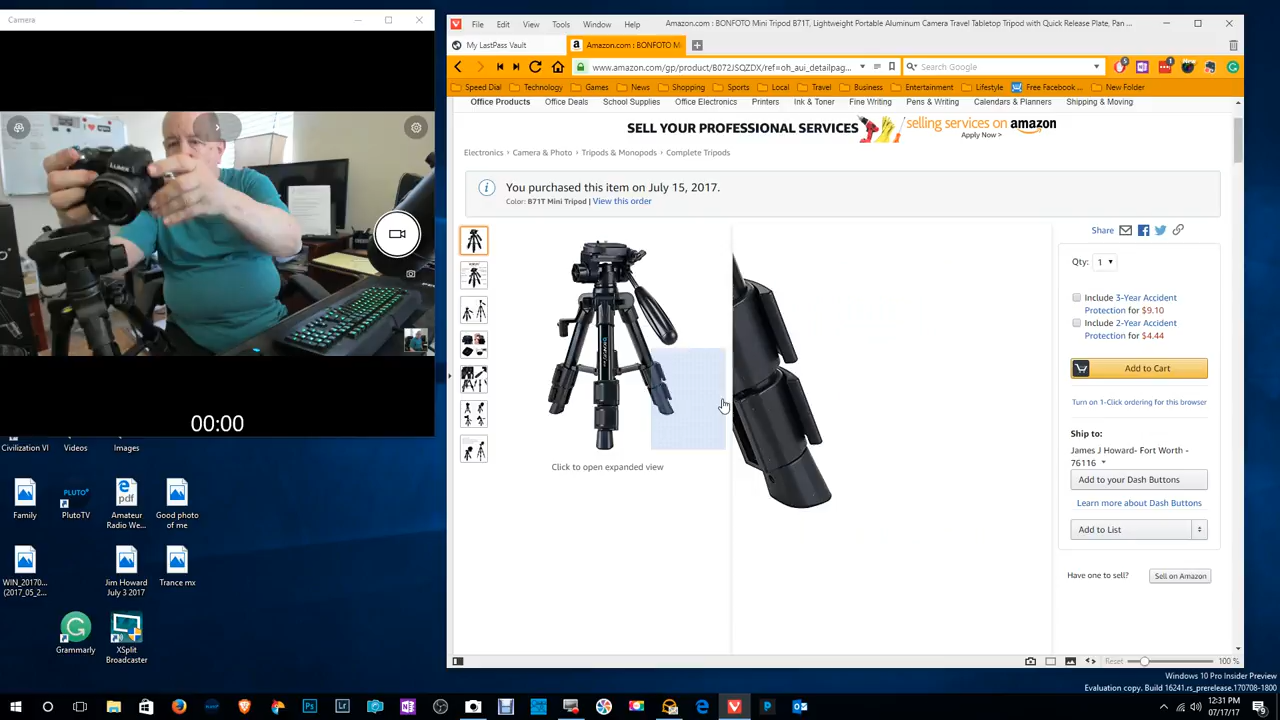 Camera
File Edit View Tools Window Help Amazon.com : BONFOTO Mini Tripod B71T, Lightweight Portable Aluminum Camera Travel Tabletop Tripod with Quick Release Plate, Pan ...
My LastPass Vault Amazon.com : BONFOTO M
www.amazon.com/gp/product/B072JSQZDX/ref=oh_aui_detailpag... Search Google
Speed Dial Technology Games News Shopping Sports Local Travel Business Entertainment Lifestyle Free Facebook ... New Folder
Office Products Office Deals School Supplies Office Electronics Printers Ink & Toner Fine Writing Pens & Writing Calendars & Planners Shipping & Moving
SELL YOUR PROFESSIONAL SERVICES selling services on amazon
Apply Now >
Electronics › Camera & Photo › Tripods & Monopods › Complete Tripods
You purchased this item on July 15, 2017.
Color: B71T Mini Tripod | View this order
Share
Qty: 1
Include 3-Year Accident
Protection for $9.10
Include 2-Year Accident
Protection for $4.44
Add to Cart
Turn on 1-Click ordering for this browser
Ship to:
James J Howard- Fort Worth -
76116
Add to your Dash Buttons
Learn more about Dash Buttons
Add to List
Have one to sell? Sell on Amazon
Click to open expanded view
LUMIX
BONFOTO
00:00
Civilization VI Videos Images
PLUTO
Family PlutoTV Amateur
Radio We... Good photo
of me
pdf
WIN_20170...
(2017_05_2... Jim Howard
July 3 2017 Trance mx
Grammarly XSplit
Broadcaster
Reset 100 %
Windows 10 Pro Insider Preview
Evaluation copy. Build 16241.rs_prerelease.170708-1800
12:31 PM
07/17/17